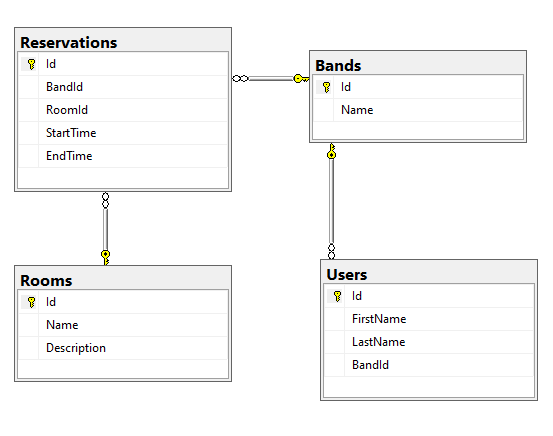 Reservations
Id
BandId
RoomId
StartTime
EndTime
Bands
Id
Name
Rooms
Id
Name
Description
Users
Id
FirstName
LastName
BandId